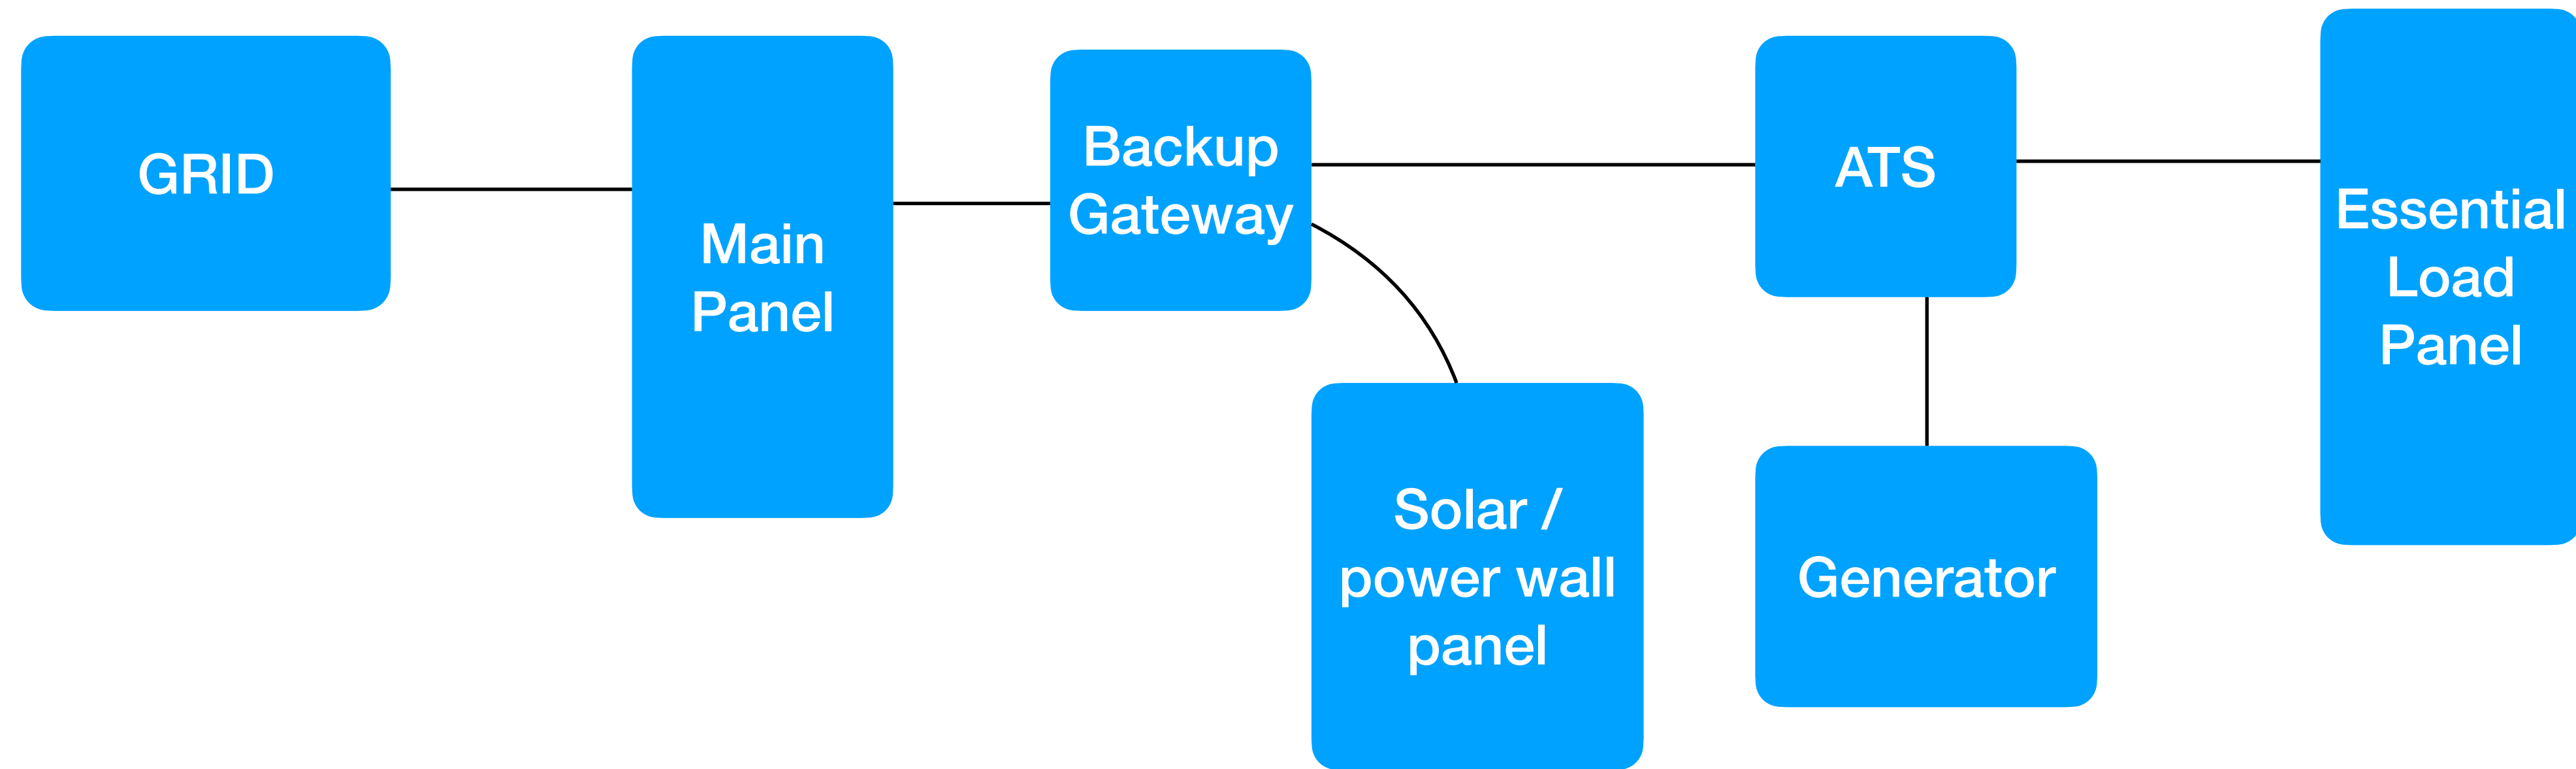 GRID
Main
Panel
Backup
Gateway
ATS
Essential
Load
Panel
Solar /
power wall
panel
Generator